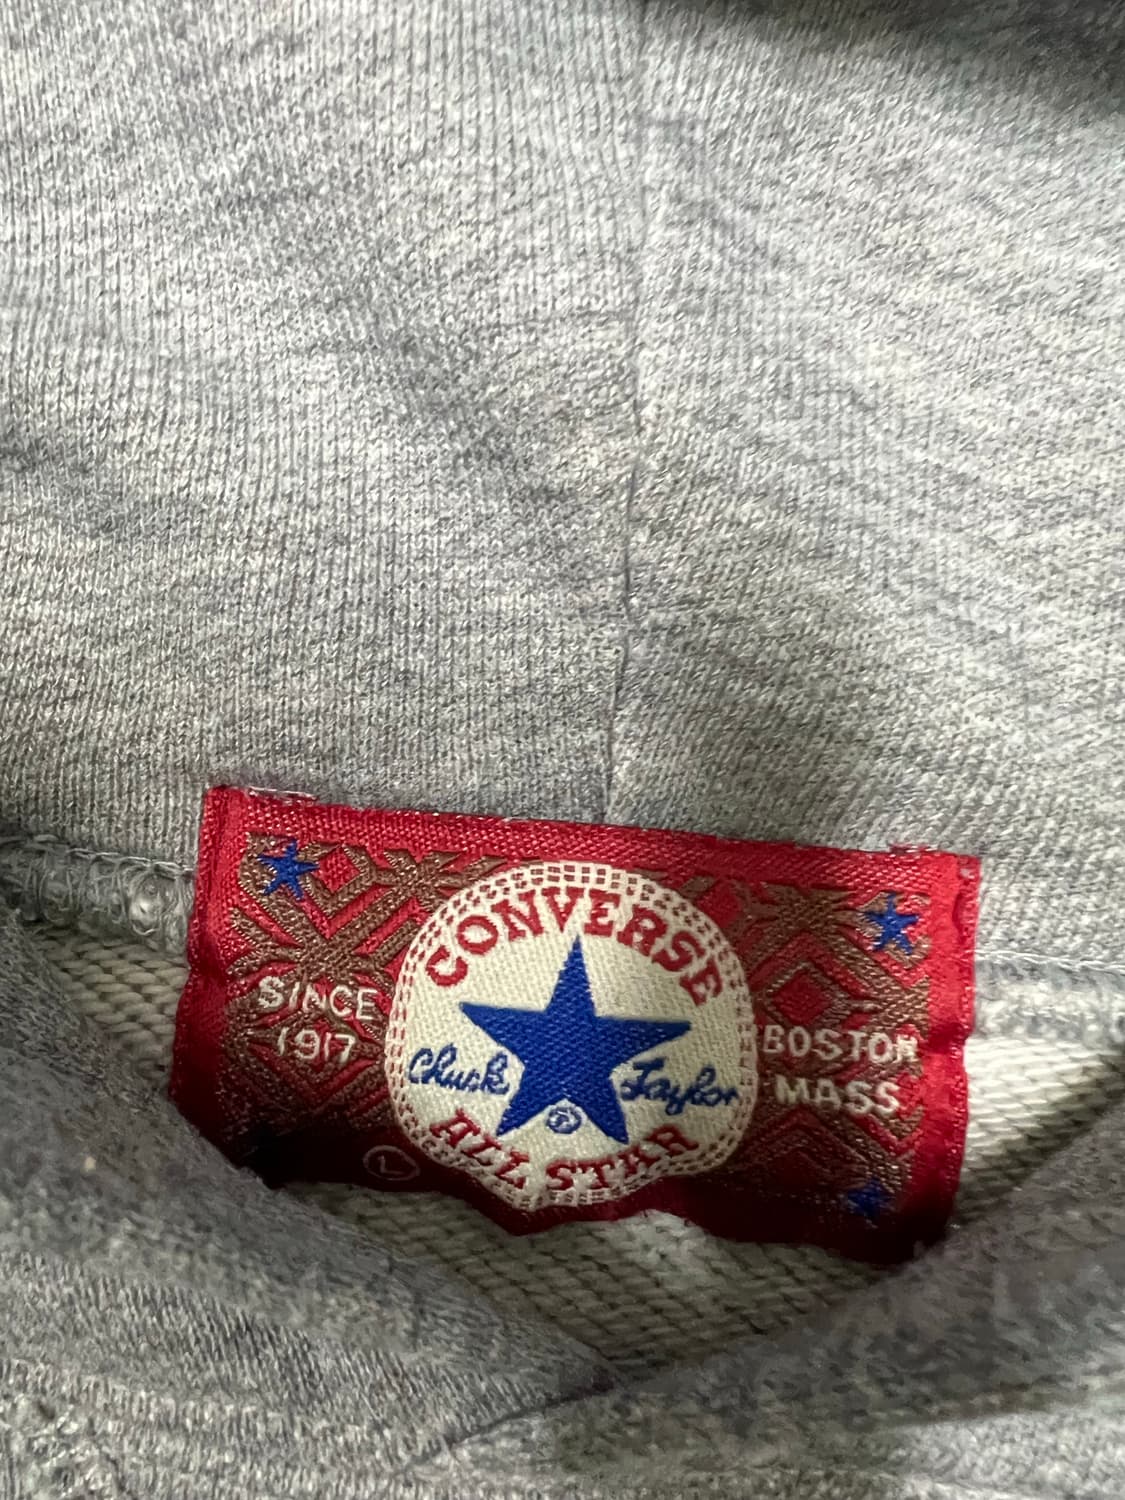 CONVERSE
SINCE
1917
Chuck Taylor
®
BOSTON
MASS
ALL STAR
L